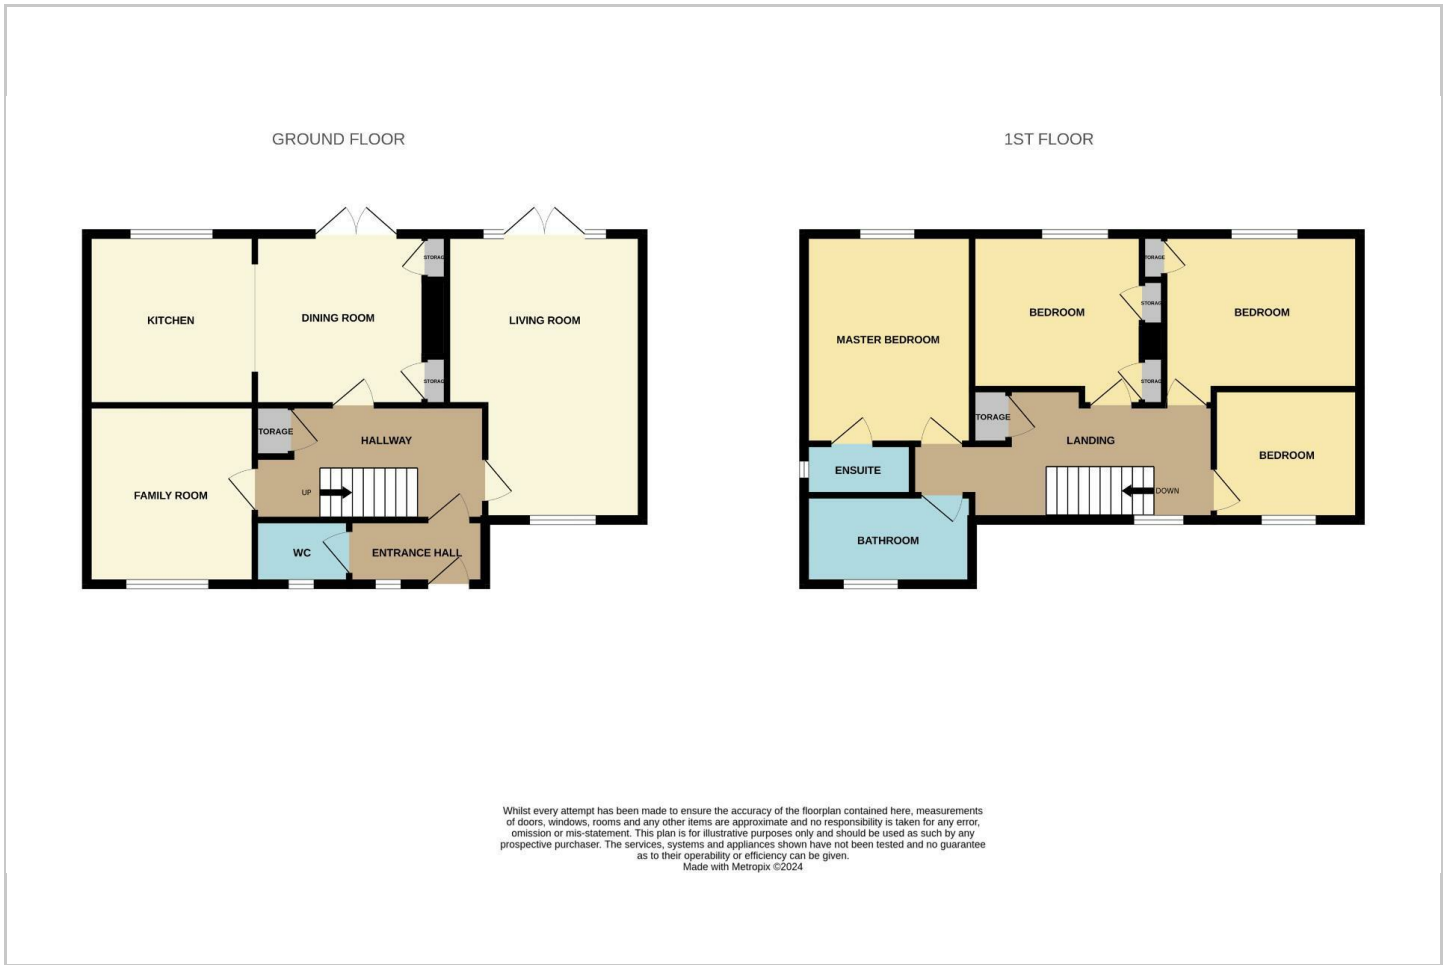 GROUND FLOOR
1ST FLOOR
KITCHEN
DINING ROOM
STORAG
STORAG
LIVING ROOM
TORAGE
HALLWAY
FAMILY ROOM
UP
WC
ENTRANCE HALL
MASTER BEDROOM
BEDROOM
TORAGE
STORAG
STORAG
BEDROOM
TORAGE
LANDING
BEDROOM
ENSUITE
DOWN
BATHROOM
Whilst every attempt has been made to ensure the accuracy of the floorplan contained here, measurements
of doors, windows, rooms and any other items are approximate and no responsibility is taken for any error,
omission or mis-statement. This plan is for illustrative purposes only and should be used as such by any
prospective purchaser. The services, systems and appliances shown have not been tested and no guarantee
as to their operability or efficiency can be given.
Made with Metropix ©2024